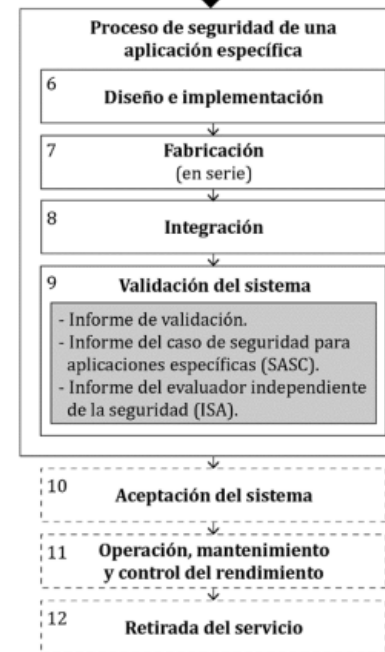 Proceso de seguridad de una
aplicación específica
6
Diseño e implementación
7
Fabricación
(en serie)
8
Integración
9
Validación del sistema
- Informe de validación.
- Informe del caso de seguridad para
aplicaciones específicas (SASC).
- Informe del evaluador independiente
de la seguridad (ISA).
10
Aceptación del sistema
11
Operación, mantenimiento
y control del rendimiento
12
Retirada del servicio